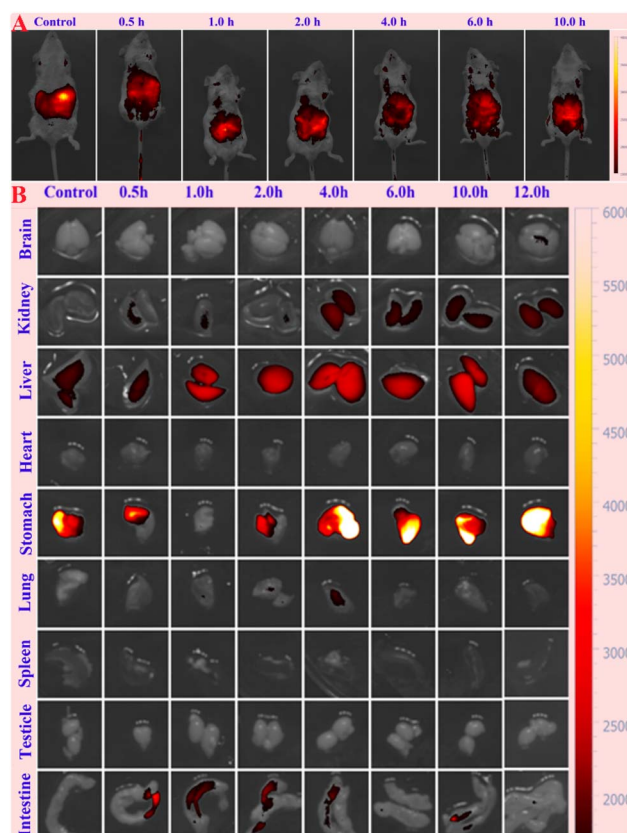 A
Control 0.5 h 1.0 h 2.0 h 4.0 h 6.0 h 10.0 h
B
Control 0.5h 1.0h 2.0h 4.0h 6.0h 10.0h 12.0h
Brain
Kidney
Liver
Heart
Stomach
Lung
Spleen
Testicle
Intestine
6000
5500
5000
4500
4000
3500
3000
2500
2000